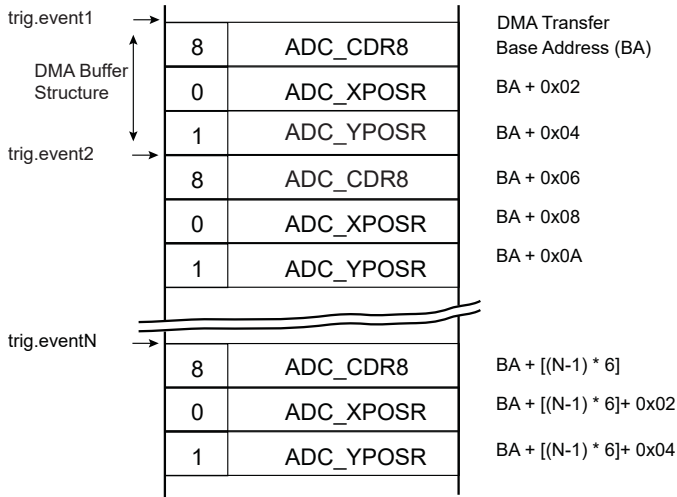 trig.event1
DMA Transfer
8 ADC_CDR8 Base Address (BA)
DMA Buffer
Structure
0 ADC_XPOSR BA + 0x02
1 ADC_YPOSR BA + 0x04
trig.event2
8 ADC_CDR8 BA + 0x06
0 ADC_XPOSR BA + 0x08
1 ADC_YPOSR BA + 0x0A
trig.eventN
8 ADC_CDR8 BA + [(N-1) * 6]
0 ADC_XPOSR BA + [(N-1) * 6]+ 0x02
1 ADC_YPOSR BA + [(N-1) * 6]+ 0x04